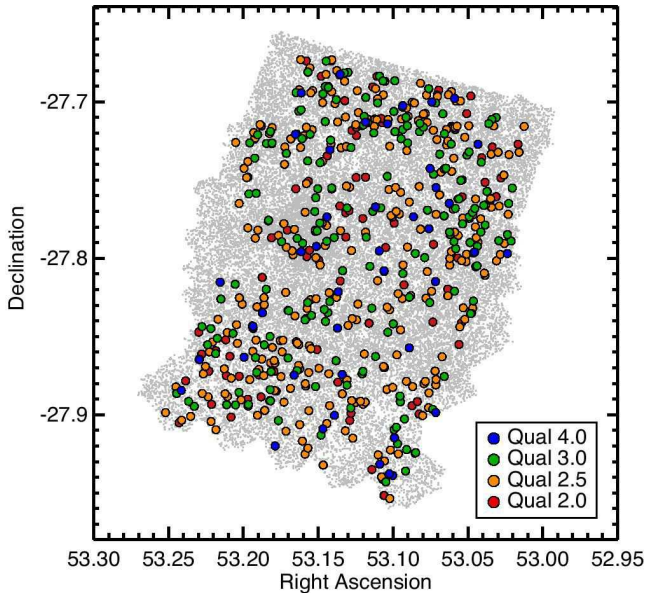 -27.7
-27.8
-27.9
Declination
Qual 4.0
Qual 3.0
Qual 2.5
Qual 2.0
53.30 53.25 53.20 53.15 53.10 53.05 53.00 52.95
Right Ascension